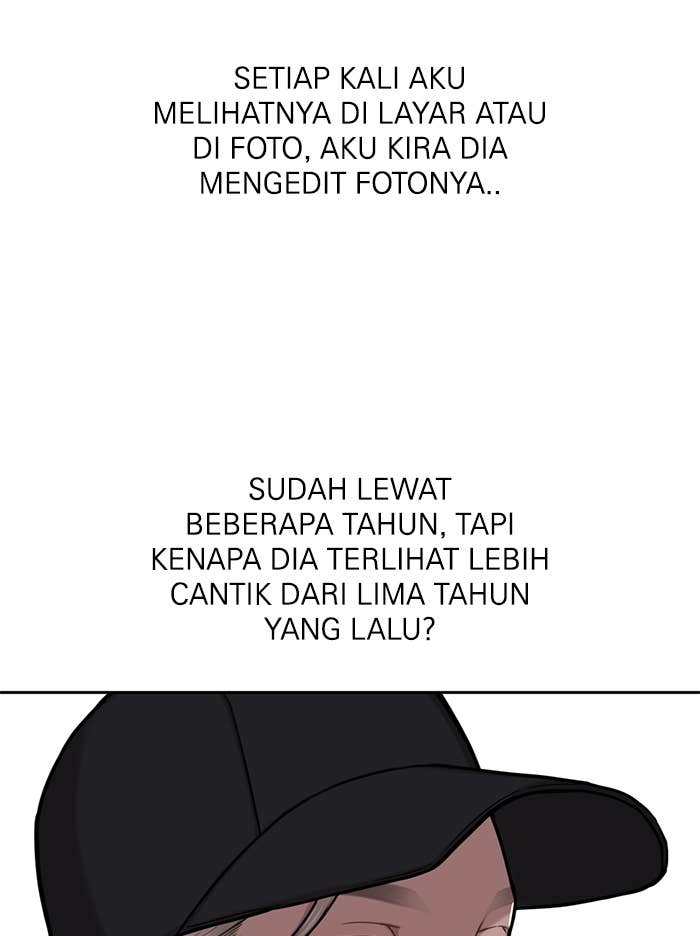 SETIAP KALI AKU
MELIHATNYA DI LAYAR ATAU
DI FOTO, AKU KIRA DIA
MENGEDIT FOTONYA..
SUDAH LEWAT
BEBERAPA TAHUN, TAPI
KENAPA DIA TERLIHAT LEBIH
CANTIK DARI LIMA TAHUN
YANG LALU?